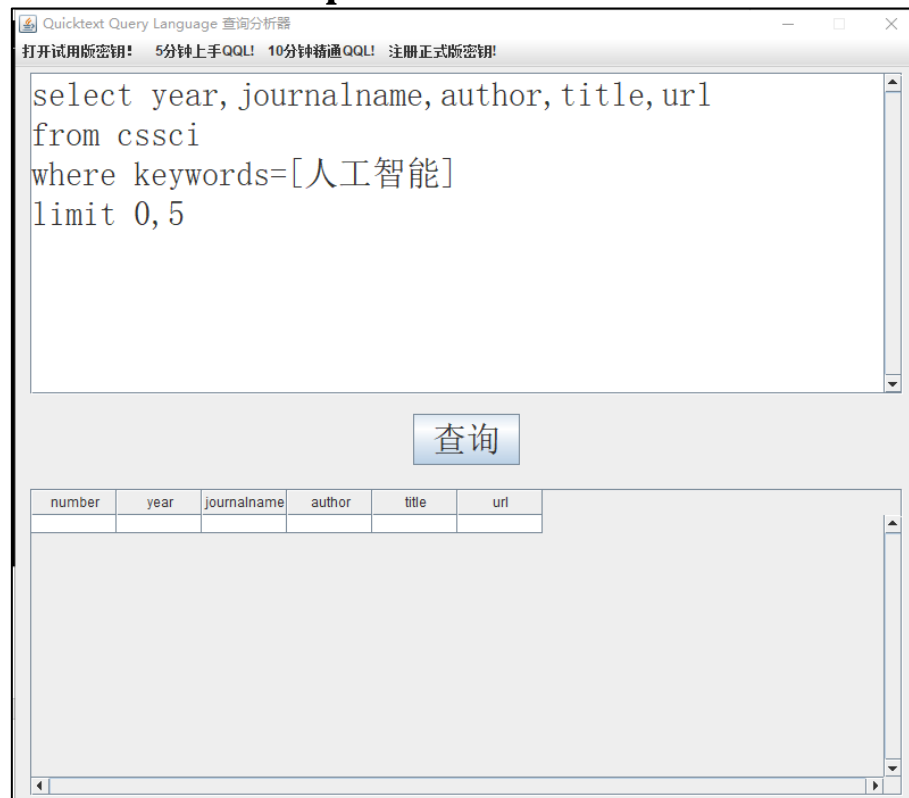 Quicktext Query Language 查询分析器
打开试用版密钥! 5分钟上手QQL! 10分钟精通QQL! 注册正式版密钥!
select year,journalname,author,title,url
from cssci
where keywords=[人工智能]
limit 0,5
查询
number year journalname author title url